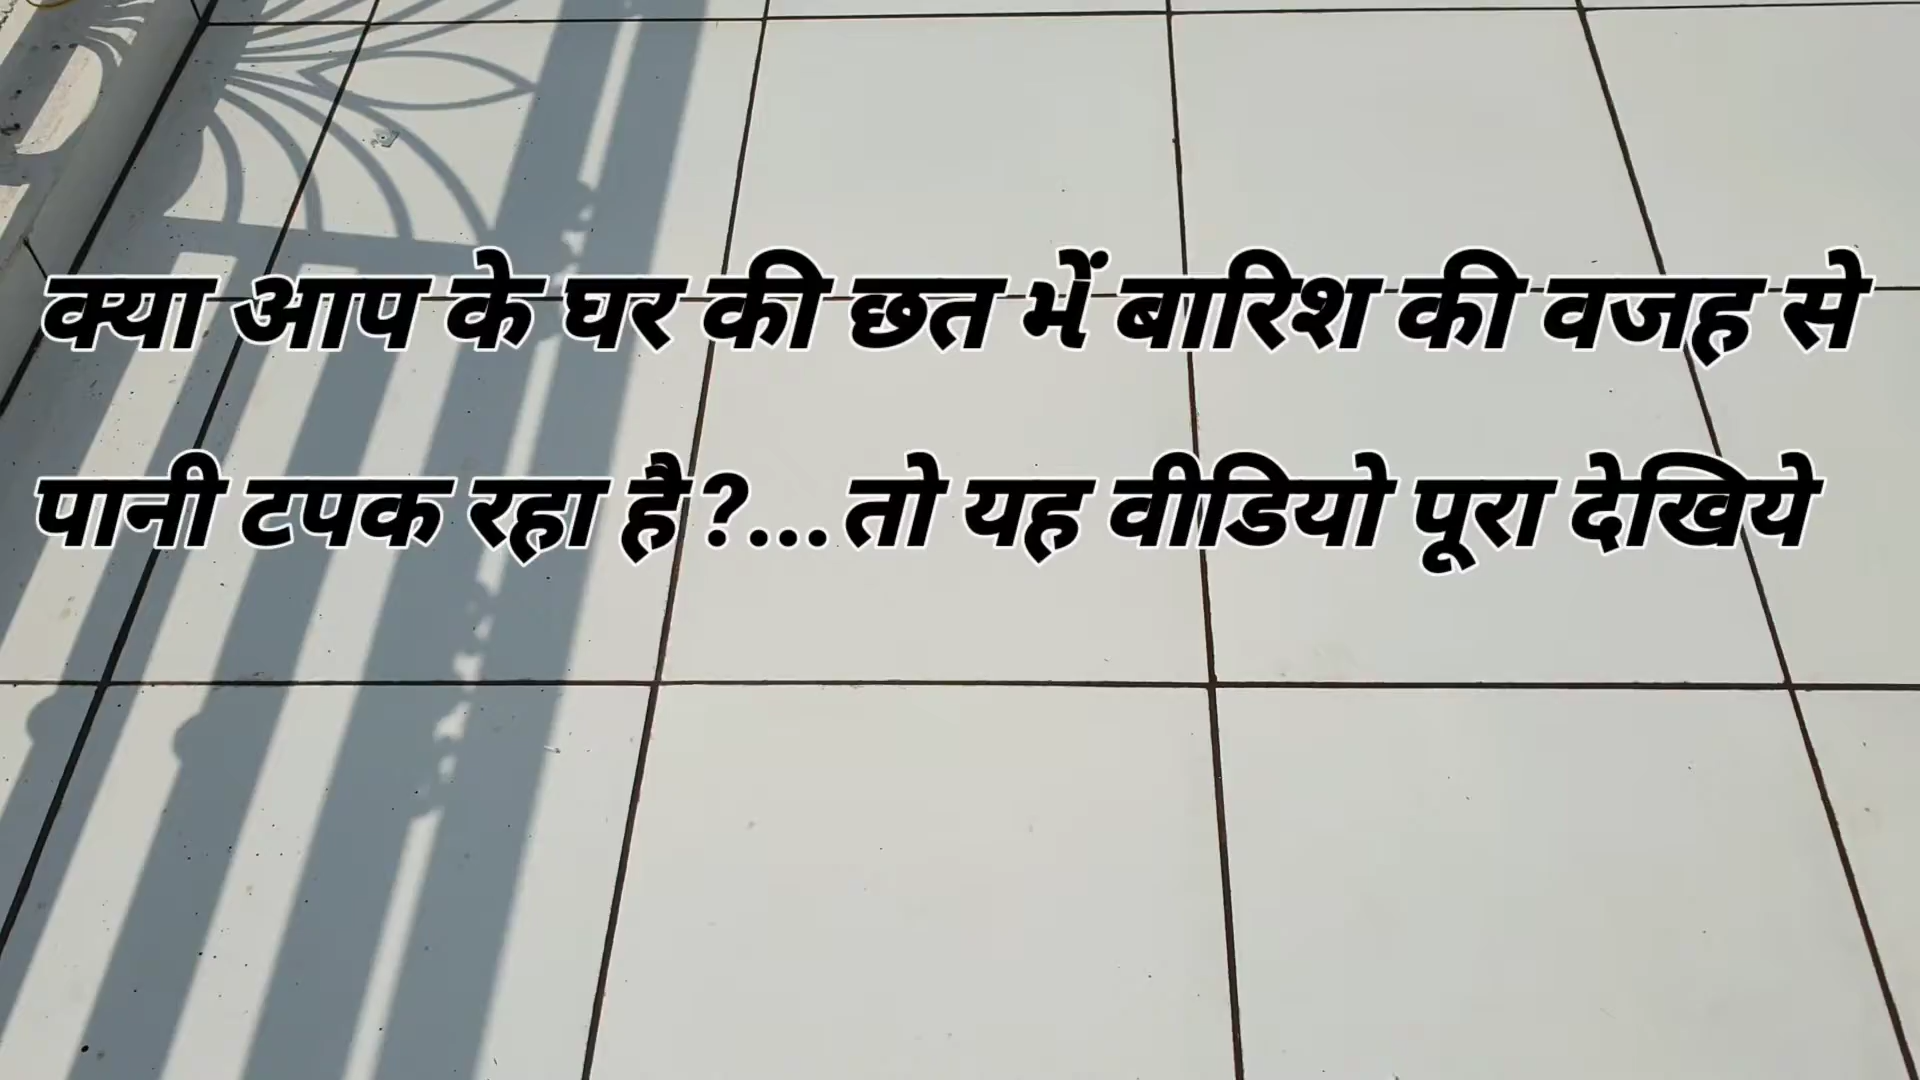 क्या आप के घर की छत में बारिश की वजह से
पानी टपक रहा है?...तो यह वीडियो पूरा देखिये